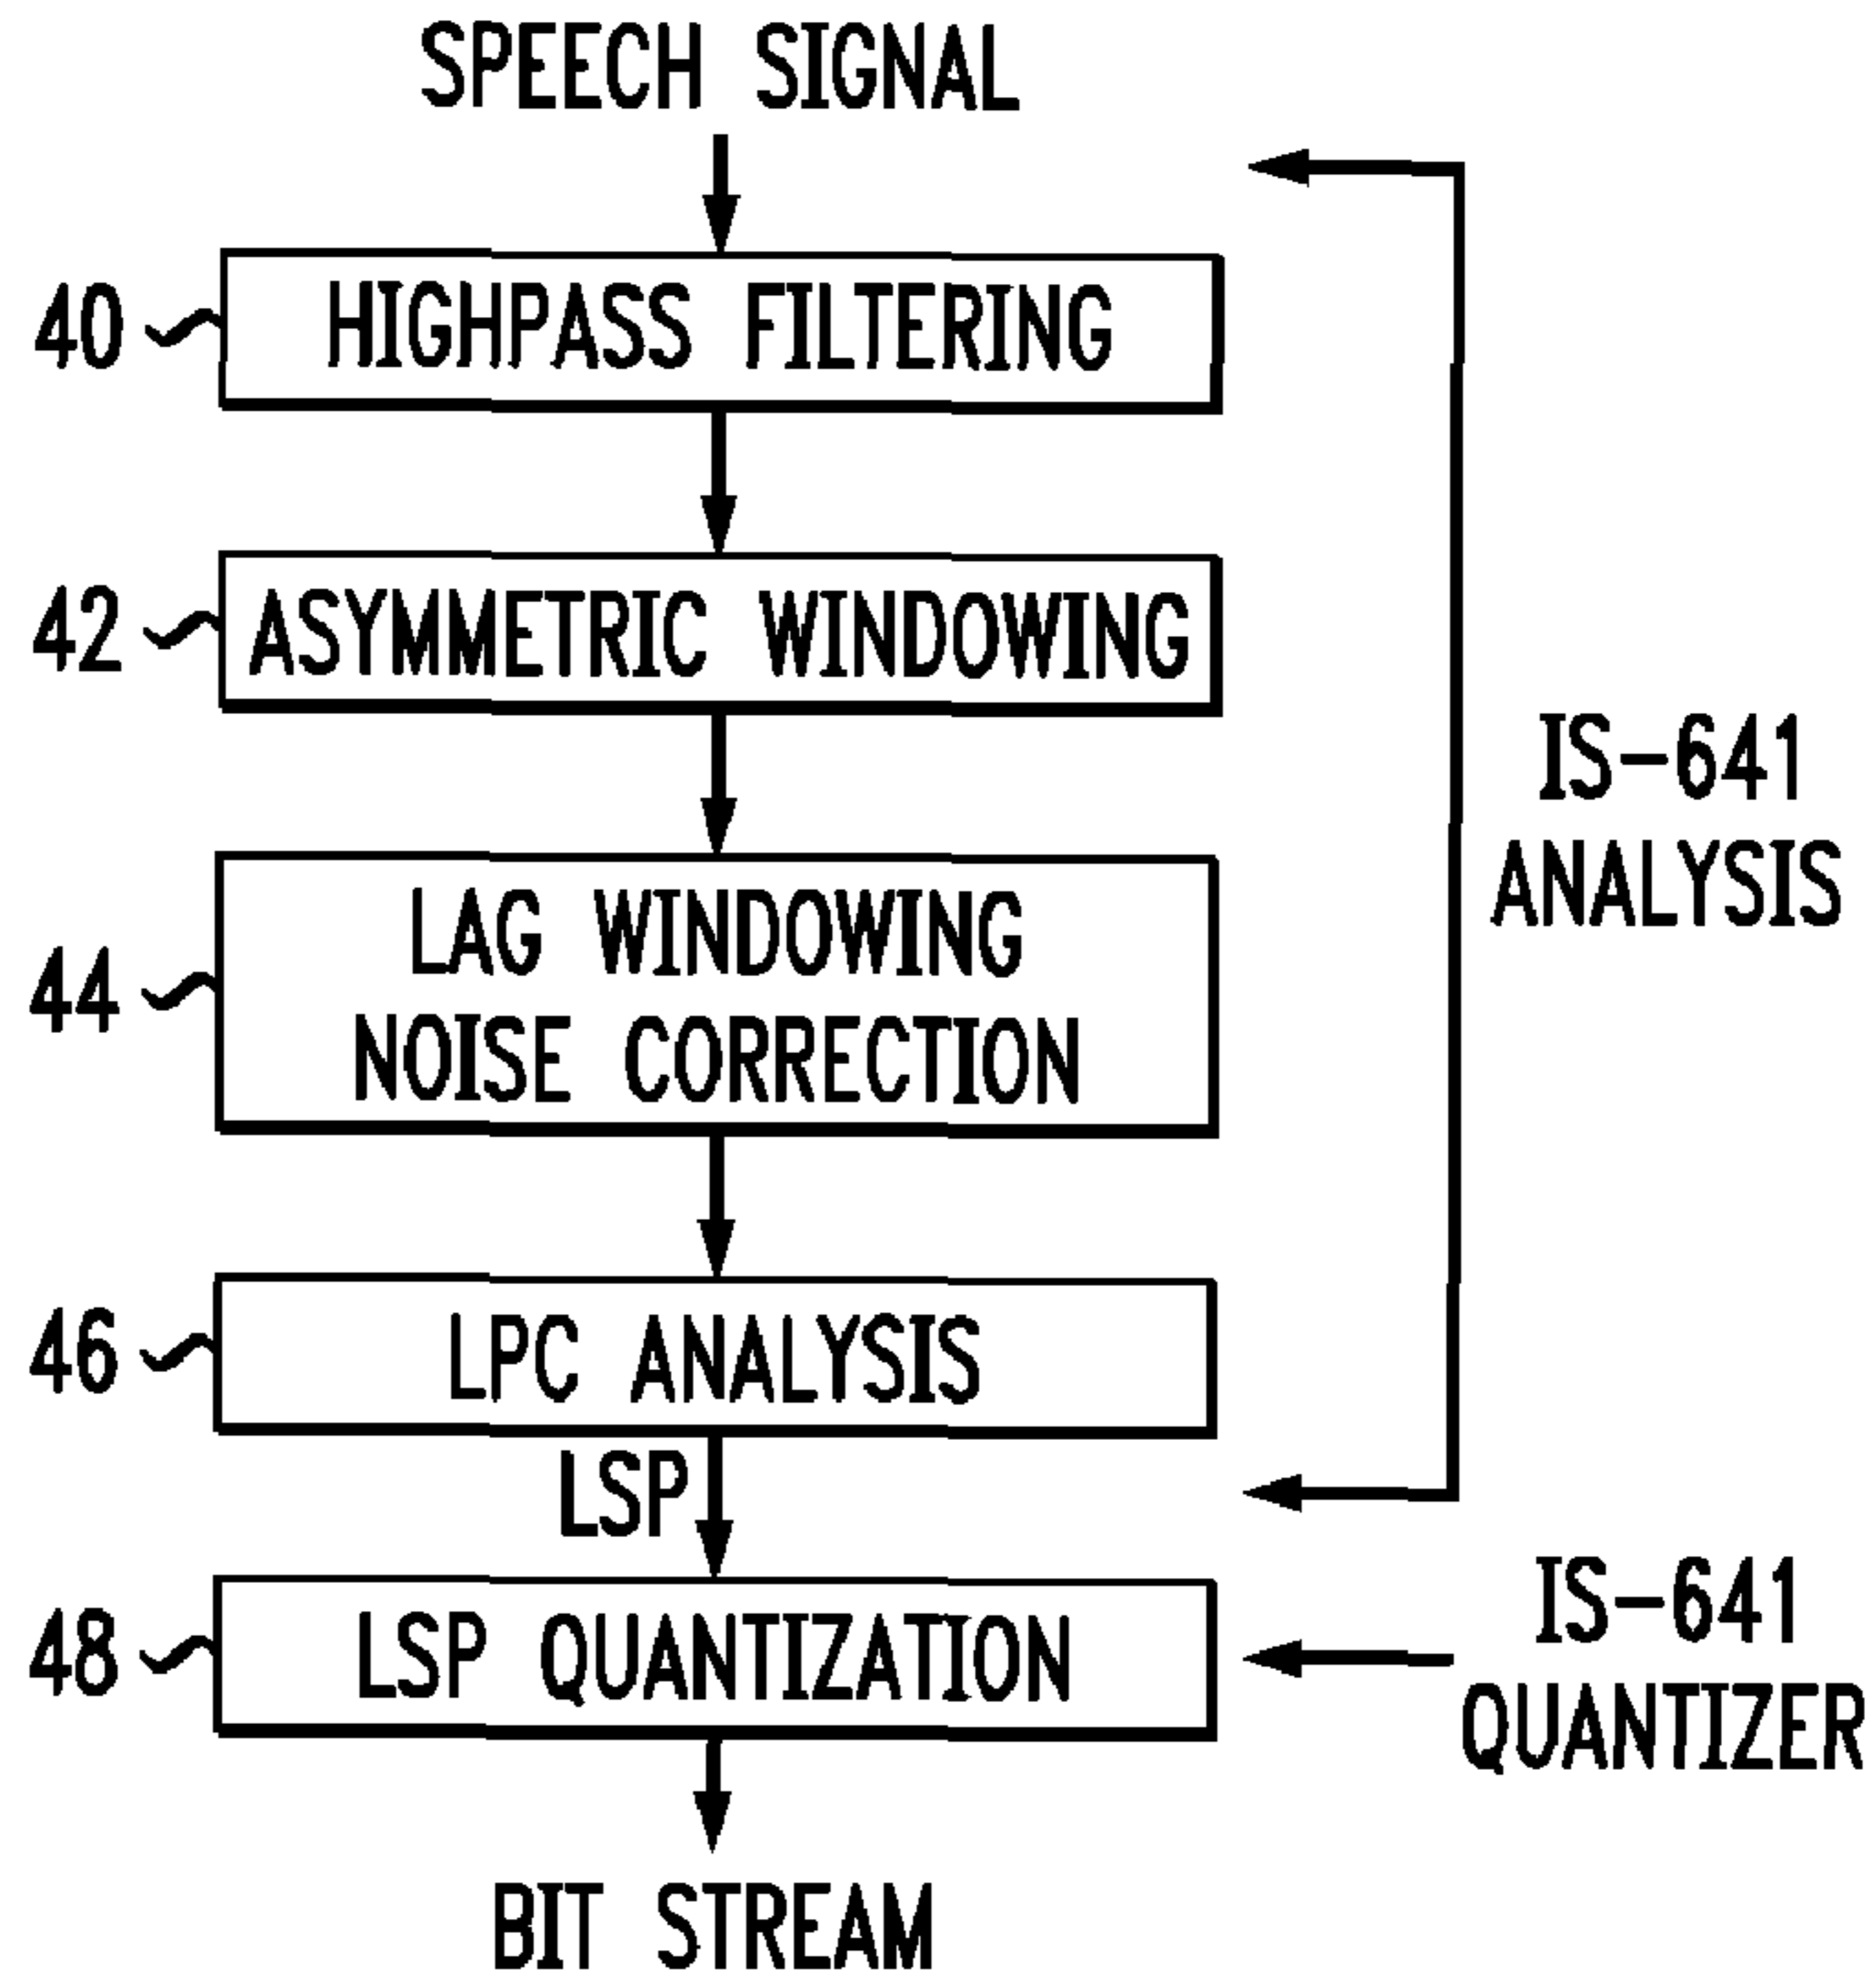 SPEECH SIGNAL
40
HIGHPASS FILTERING
42
ASYMMETRIC WINDOWING
IS-641
ANALYSIS
44
LAG WINDOWING
NOISE CORRECTION
46
LPC ANALYSIS
LSP
48
LSP QUANTIZATION
IS-641
QUANTIZER
BIT STREAM